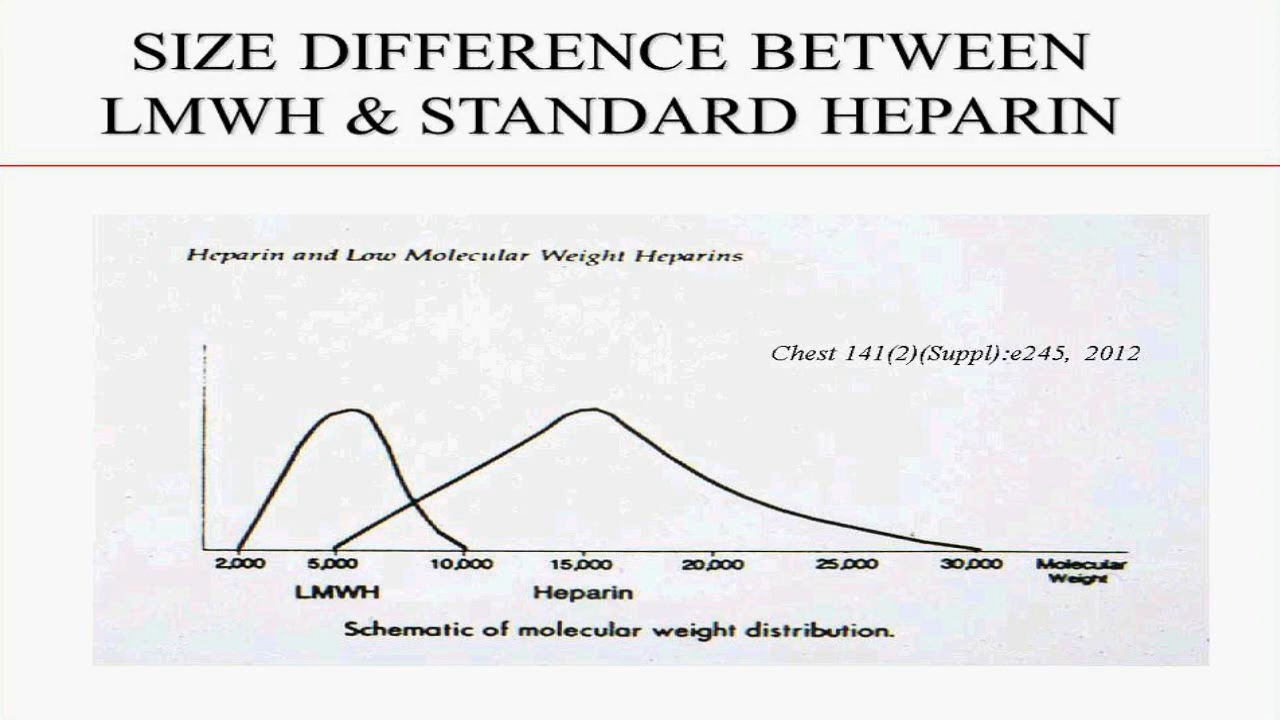 SIZE DIFFERENCE BETWEEN
LMWH & STANDARD HEPARIN
Heparin and Low Molecular Weight Heparins
Chest 141(2)(Suppl):e245, 2012
2,000 5,000 10,000 15,000 20,000 25,000 30,000 Molecular
Weight
LMWH Heparin
Schematic of molecular weight distribution.